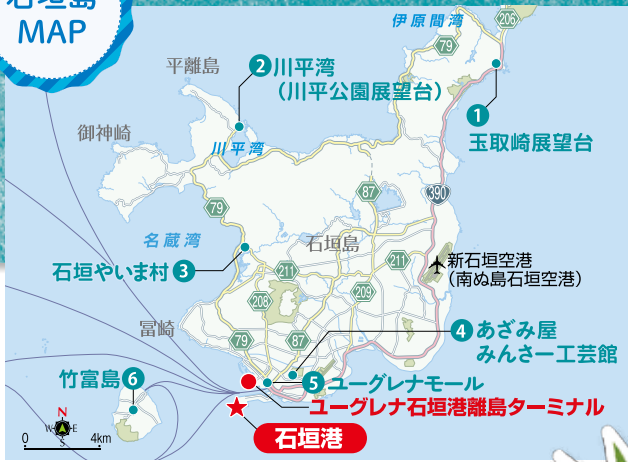 石垣島
MAP
伊原間湾
206
79
平離島
2 川平湾
（川平公園展望台）
1
玉取崎展望台
御神崎
川平湾
87
390
79
名蔵湾
石垣島
石垣やいま村 3
211
211
新石垣空港
（南ぬ島石垣空港）
208
209
冨崎
79
87
4 あざみ屋
みんさー工芸館
竹富島 6
5 ユーグレナモール
ユーグレナ石垣港離島ターミナル
石垣港
N
W E
S
0 4km